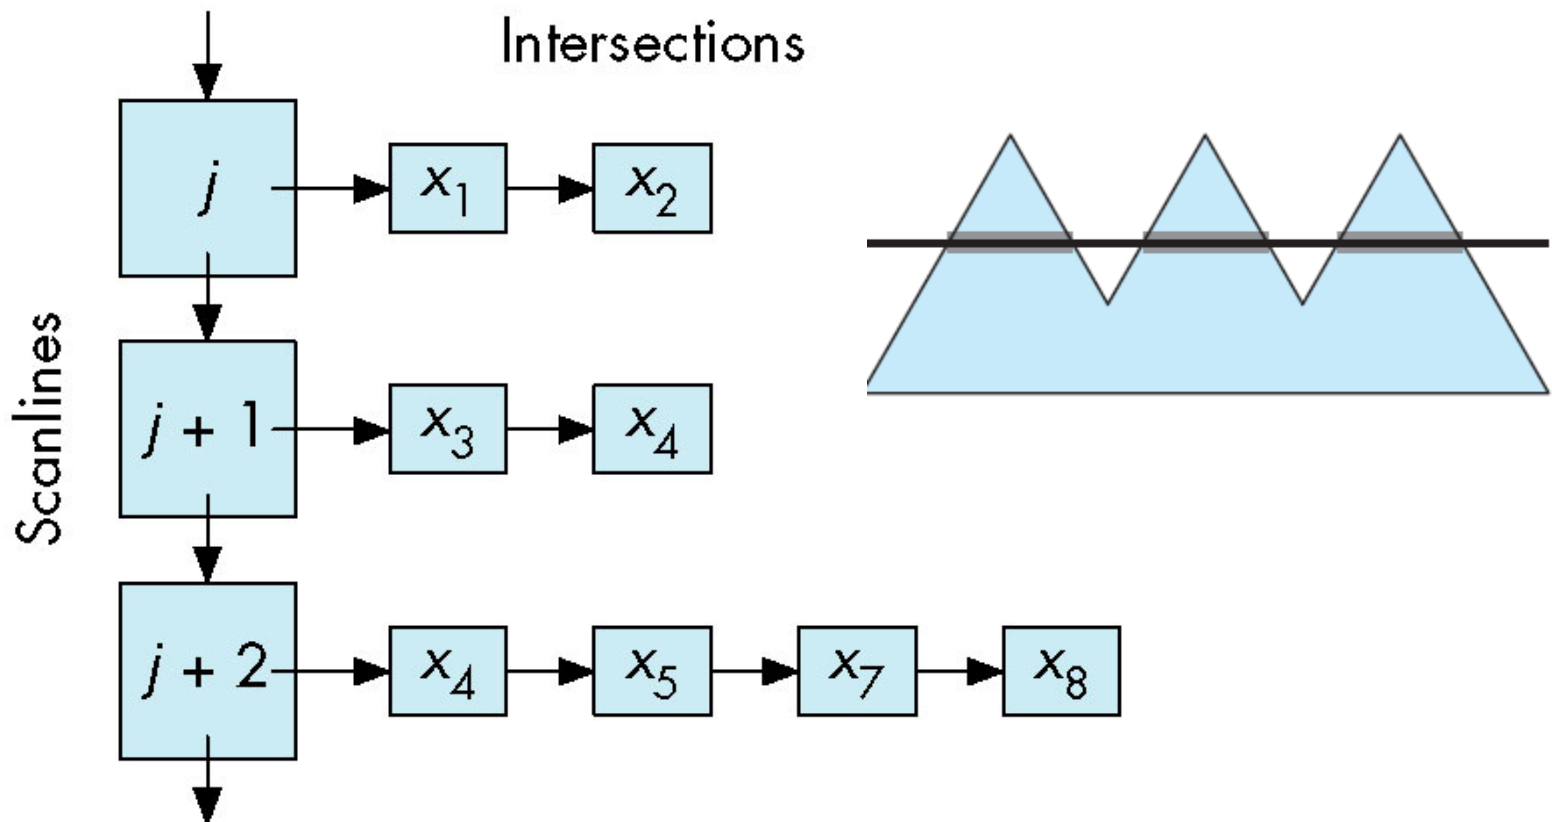 Intersections
j x₁ x₂
Scanlines
j + 1 x₃ x₄
j + 2 x₄ x₅ x₇ x₈